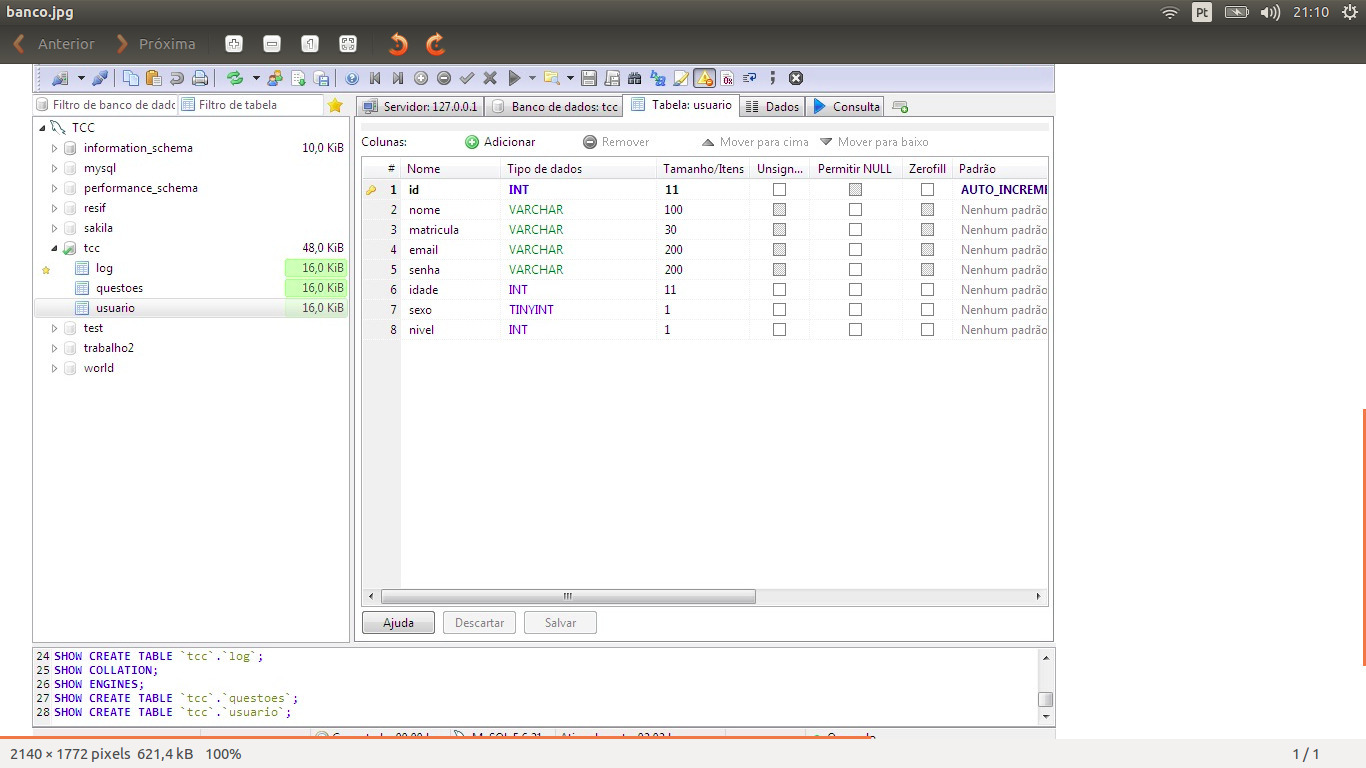 banco.jpg
Pt
21:10
Anterior
Próxima
Filtro de banco de dadc
Filtro de tabela
Servidor: 127.0.0.1
Banco de dados: tcc
Tabela: usuario
Dados
Consulta
TCC
information_schema 10,0 KiB
mysql
performance_schema
resif
sakila
tcc 48,0 KiB
log 16,0 KiB
questoes 16,0 KiB
usuario 16,0 KiB
test
trabalho2
world
Colunas: Adicionar Remover Mover para cima Mover para baixo
# Nome Tipo de dados Tamanho/Itens Unsign... Permitir NULL Zerofill Padrão
1 id INT 11 AUTO_INCREME
2 nome VARCHAR 100 Nenhum padrão
3 matricula VARCHAR 30 Nenhum padrão
4 email VARCHAR 200 Nenhum padrão
5 senha VARCHAR 200 Nenhum padrão
6 idade INT 11 Nenhum padrão
7 sexo TINYINT 1 Nenhum padrão
8 nivel INT 1 Nenhum padrão
Ajuda Descartar Salvar
24 SHOW CREATE TABLE `tcc`.`log`;
25 SHOW COLLATION;
26 SHOW ENGINES;
27 SHOW CREATE TABLE `tcc`.`questoes`;
28 SHOW CREATE TABLE `tcc`.`usuario`;
2140 × 1772 pixels 621,4 kB 100%
1 / 1